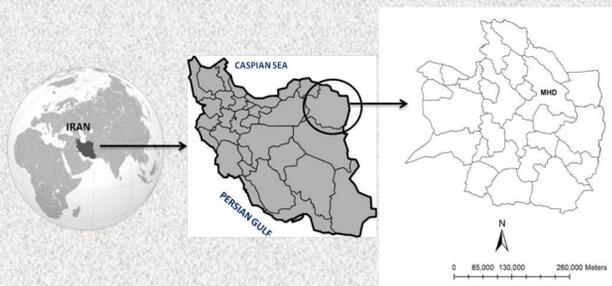 IRAN
CASPIAN SEA
PERSIAN GULF
MHD
N
0 65,000 130,000 260,000 Meters